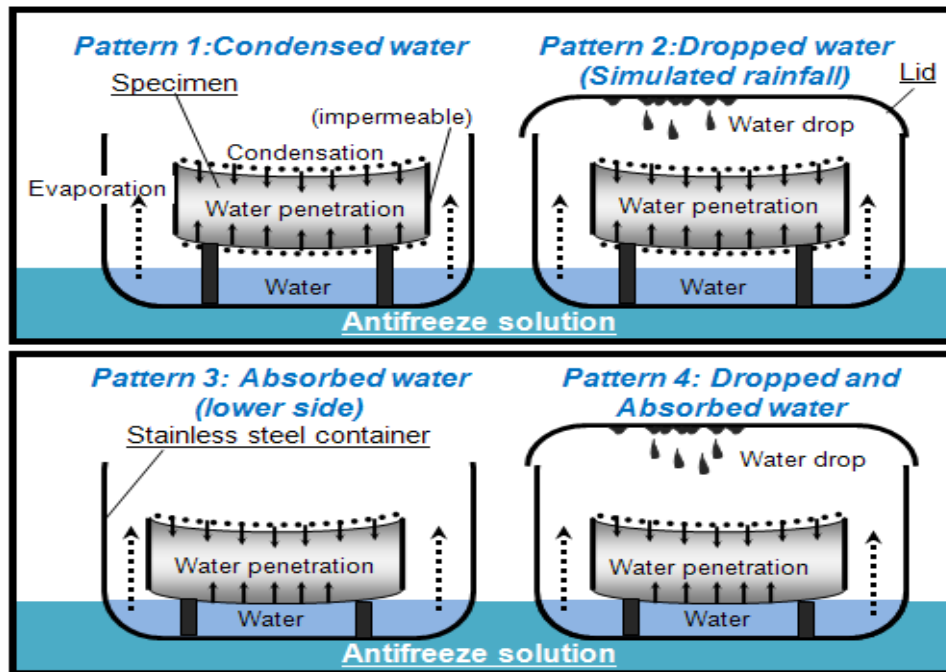 Pattern 1:Condensed water
Specimen
(impermeable)
Condensation
Evaporation
Water penetration
Water
Pattern 2:Dropped water
(Simulated rainfall)
Lid
Water drop
Water penetration
Water
Antifreeze solution
Pattern 3: Absorbed water
(lower side)
Stainless steel container
Water penetration
Water
Pattern 4: Dropped and
Absorbed water
Water drop
Water penetration
Water
Antifreeze solution